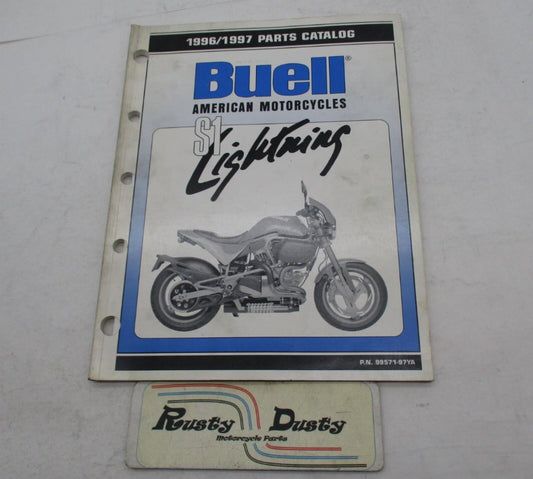 1996/1997 PARTS CATALOG
Buell®
AMERICAN MOTORCYCLES
S1
Lightning
P.N. 99571-97YA
Rusty Dusty
Motorcycle Parts